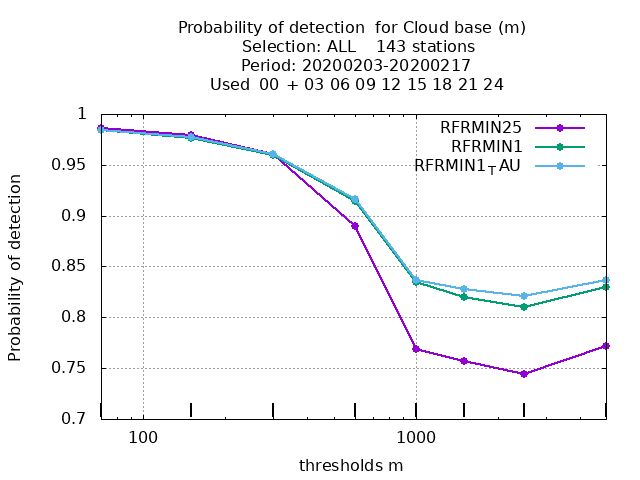 Probability of detection for Cloud base (m)
Selection: ALL 143 stations
Period: 20200203-20200217
Used 00 + 03 06 09 12 15 18 21 24
RFRMIN25
RFRMIN1
RFRMIN1TAU
Probability of detection
1
0.95
0.9
0.85
0.8
0.75
0.7
100
1000
thresholds m